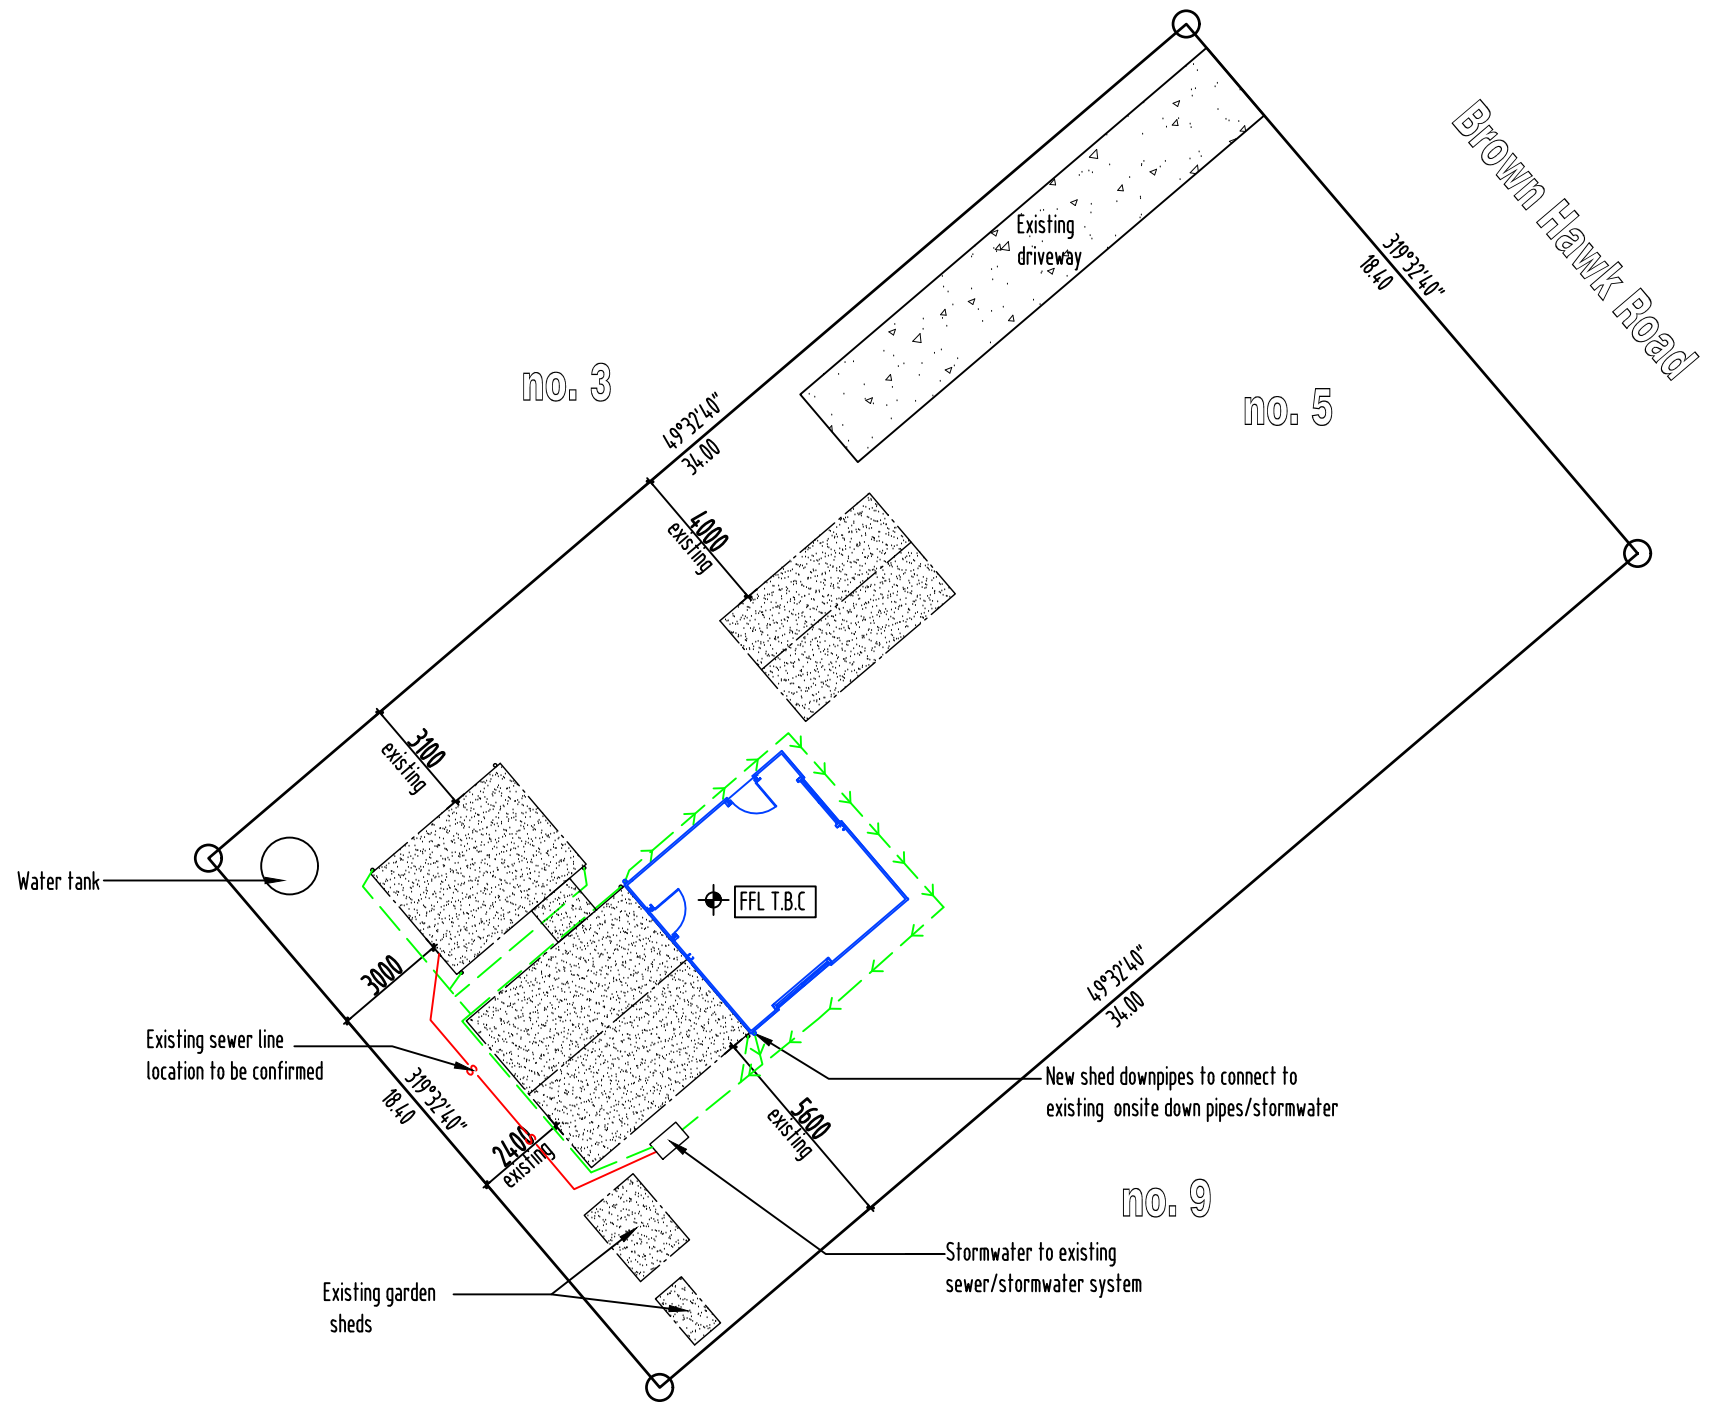 Brown Hawk Road
Existing
driveway
319°32'40"
18.40
no. 3
no. 5
49°32'40"
34.00
4000
existing
3100
existing
Water tank
FFL T.B.C
3000
49°32'40"
34.00
Existing sewer line
location to be confirmed
S
S
319°32'40"
18.40
2400
existing
5600
existing
New shed downpipes to connect to
existing onsite down pipes/stormwater
no. 9
Stormwater to existing
sewer/stormwater system
Existing garden
sheds